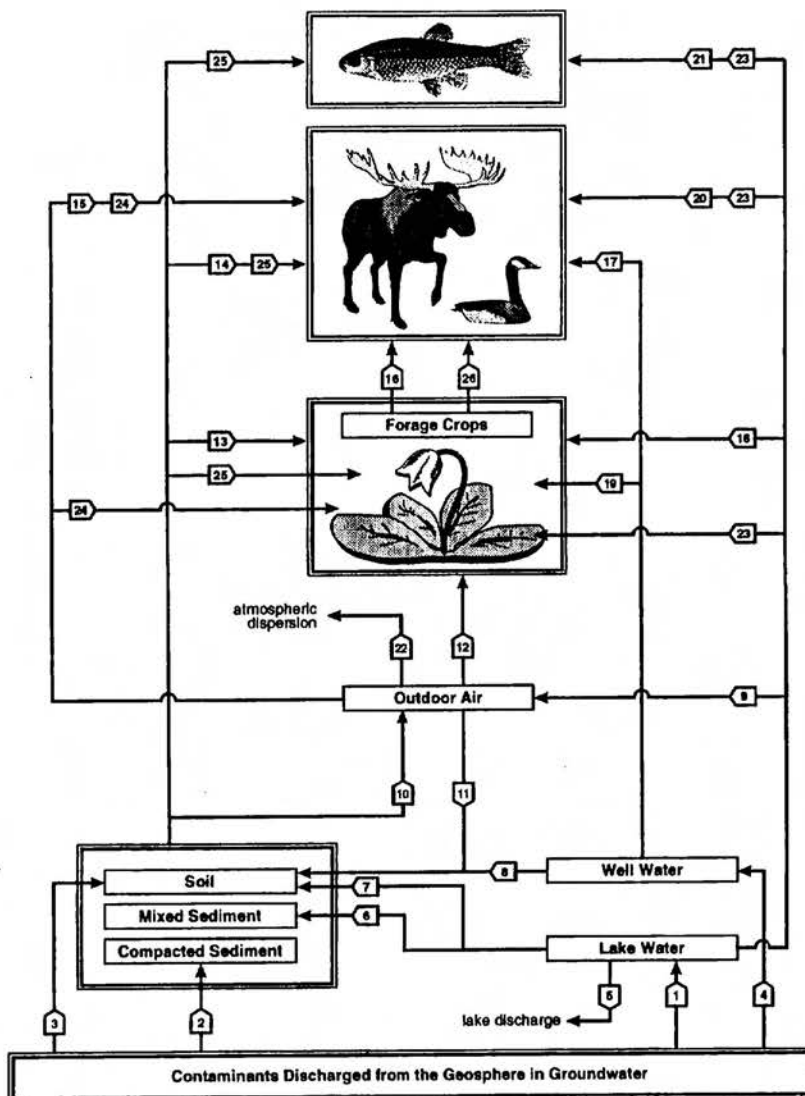 25
21 23
15 24
20 23
14 25
17
16 26
Forage Crops
13
18
25
19
24
23
atmospheric
dispersion
22
12
Outdoor Air
9
10
11
Soil
8
Well Water
7
Mixed Sediment
6
Compacted Sediment
Lake Water
3
2
5
1
4
lake discharge
Contaminants Discharged from the Geosphere in Groundwater